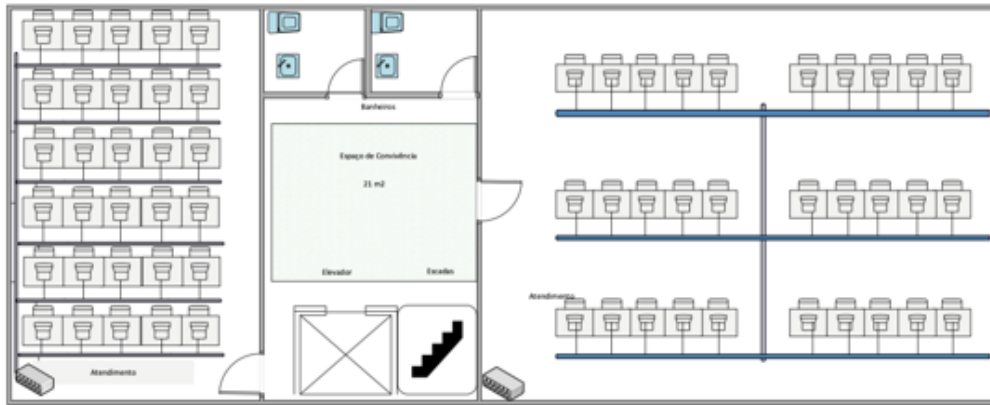 Banheiros
Espaço de Convivência
21 m2
Elevador
Escadas
Atendimento
Atendimento